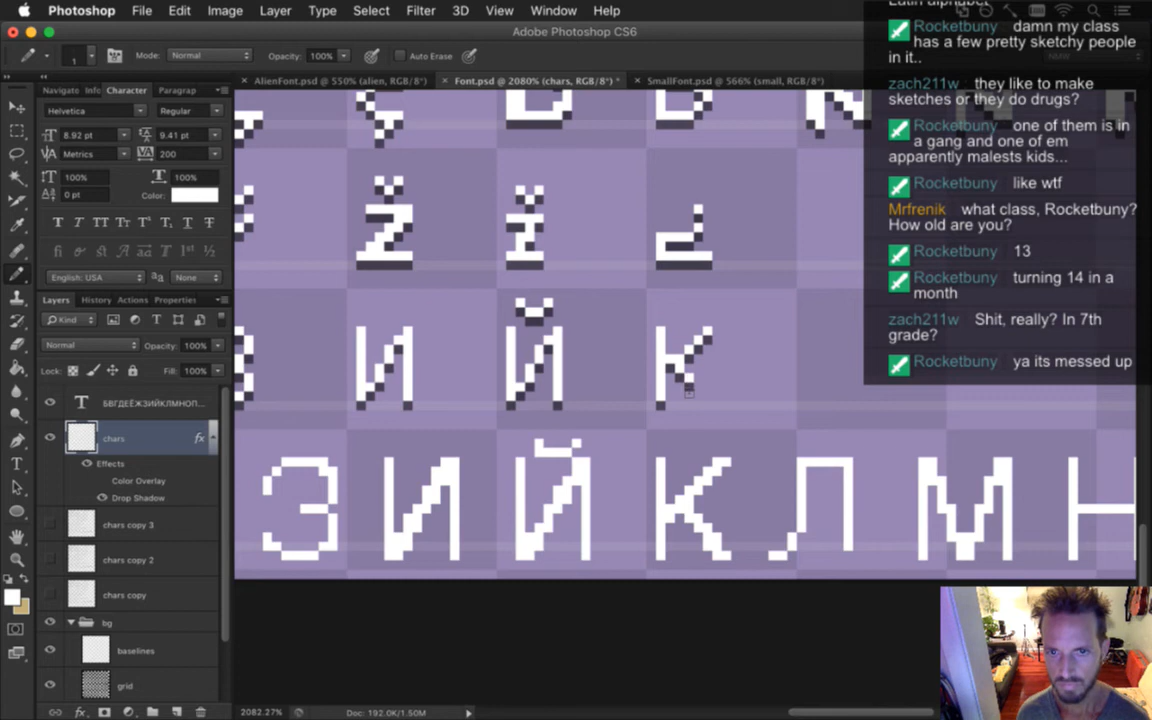 Photoshop File Edit Image Layer Type Select Filter 3D View Window Help
Adobe Photoshop CS6
1 Mode: Normal Opacity: 100% Auto Erase
AlienFont.psd @ 550% (alien, RGB/8*)
Font.psd @ 2080% (chars, RGB/8*) *
SmallFont.psd @ 566% (small, RGB/8*)
Navigate Info Character Paragraph
Helvetica Regular
8.92 pt 9.41 pt
Metrics 200
100% 100%
0 pt Color:
English: USA None
Layers History Actions Properties
Kind
Normal Opacity: 100%
Lock: Fill: 100%
БВГДЕЁЖЗИЙКЛМНОП...
chars fx
Effects
Color Overlay
Drop Shadow
chars copy 3
chars copy 2
chars copy
bg
baselines
grid
И Й К
З И Й К Л М Н
2082.27% Doc: 192.0K/1.50M
Latin alphabet
Rocketbuny damn my class
has a few pretty sketchy people
in it..
zach211w they like to make
sketches or they do drugs?
Rocketbuny one of them is in
a gang and one of em
apparently malests kids...
Rocketbuny like wtf
Mrfrenik what class, Rocketbuny?
How old are you?
Rocketbuny 13
Rocketbuny turning 14 in a
month
zach211w Shit, really? In 7th
grade?
Rocketbuny ya its messed up